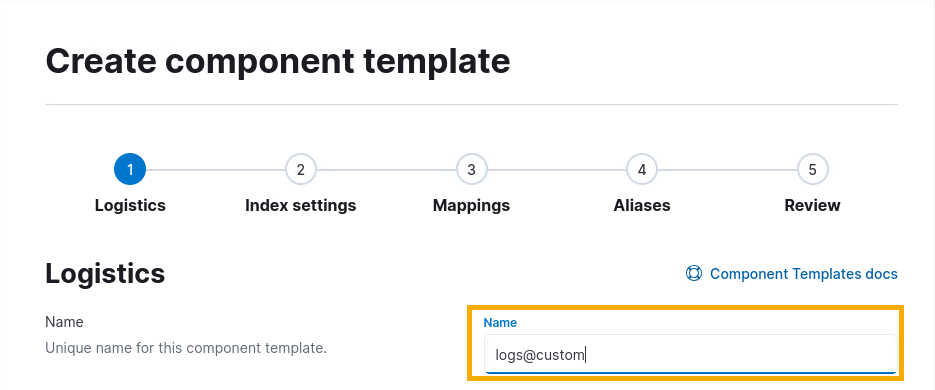 Create component template
1 2 3 4 5
Logistics Index settings Mappings Aliases Review
Logistics Component Templates docs
Name
Unique name for this component template.
Name
logs@custom